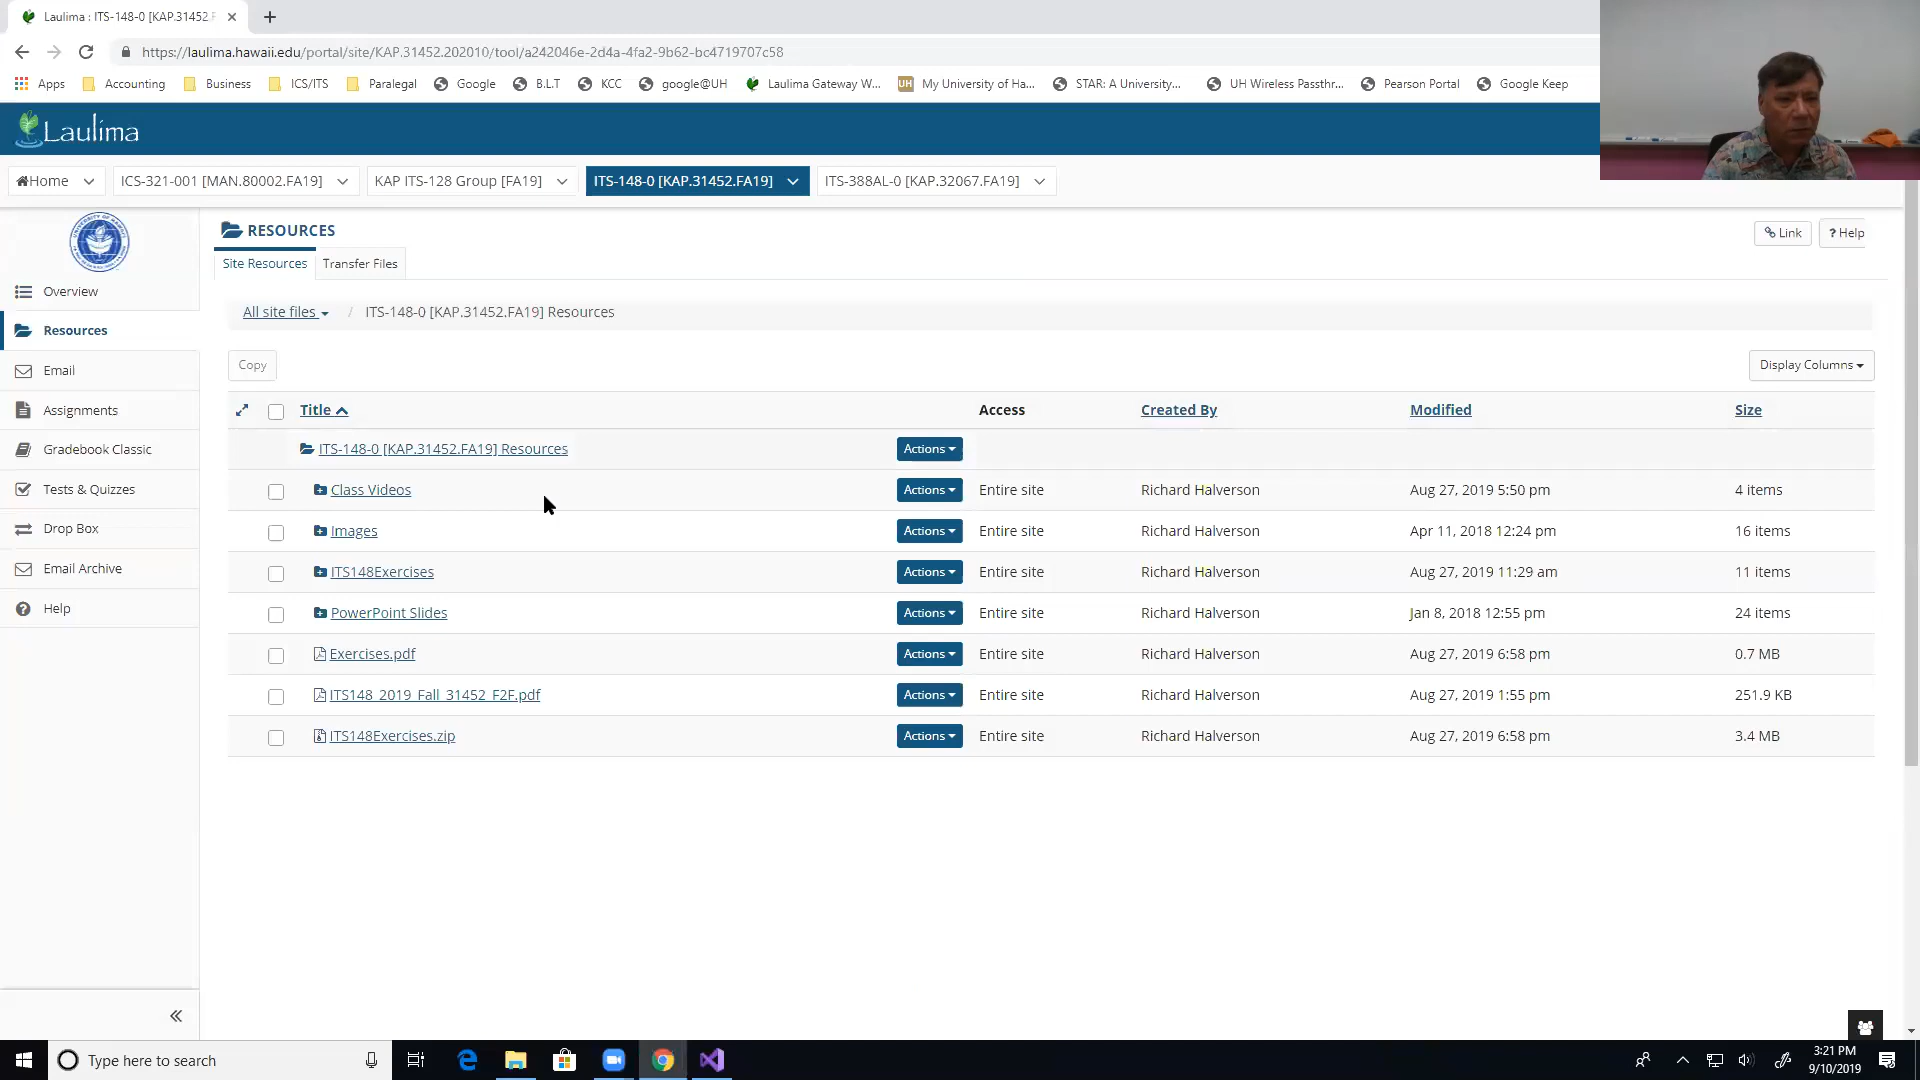 Laulima : ITS-148-0 [KAP.31452.F
https://laulima.hawaii.edu/portal/site/KAP.31452.202010/tool/a242046e-2d4a-4fa2-9b62-bc4719707c58
Apps Accounting Business ICS/ITS Paralegal Google B.L.T KCC google@UH Laulima Gateway W... UH My University of Ha... STAR: A University... UH Wireless Passthr... Pearson Portal Google Keep
Laulima
Home ICS-321-001 [MAN.80002.FA19] KAP ITS-128 Group [FA19] ITS-148-0 [KAP.31452.FA19] ITS-388AL-0 [KAP.32067.FA19]
RESOURCES
Link ? Help
Site Resources Transfer Files
Overview
Resources
Email
Assignments
Gradebook Classic
Tests & Quizzes
Drop Box
Email Archive
Help
All site files / ITS-148-0 [KAP.31452.FA19] Resources
Copy Display Columns
Title Access Created By Modified Size
ITS-148-0 [KAP.31452.FA19] Resources Actions
Class Videos Actions Entire site Richard Halverson Aug 27, 2019 5:50 pm 4 items
Images Actions Entire site Richard Halverson Apr 11, 2018 12:24 pm 16 items
ITS148Exercises Actions Entire site Richard Halverson Aug 27, 2019 11:29 am 11 items
PowerPoint Slides Actions Entire site Richard Halverson Jan 8, 2018 12:55 pm 24 items
Exercises.pdf Actions Entire site Richard Halverson Aug 27, 2019 6:58 pm 0.7 MB
ITS148_2019_Fall_31452_F2F.pdf Actions Entire site Richard Halverson Aug 27, 2019 1:55 pm 251.9 KB
ITS148Exercises.zip Actions Entire site Richard Halverson Aug 27, 2019 6:58 pm 3.4 MB
Type here to search
3:21 PM
9/10/2019